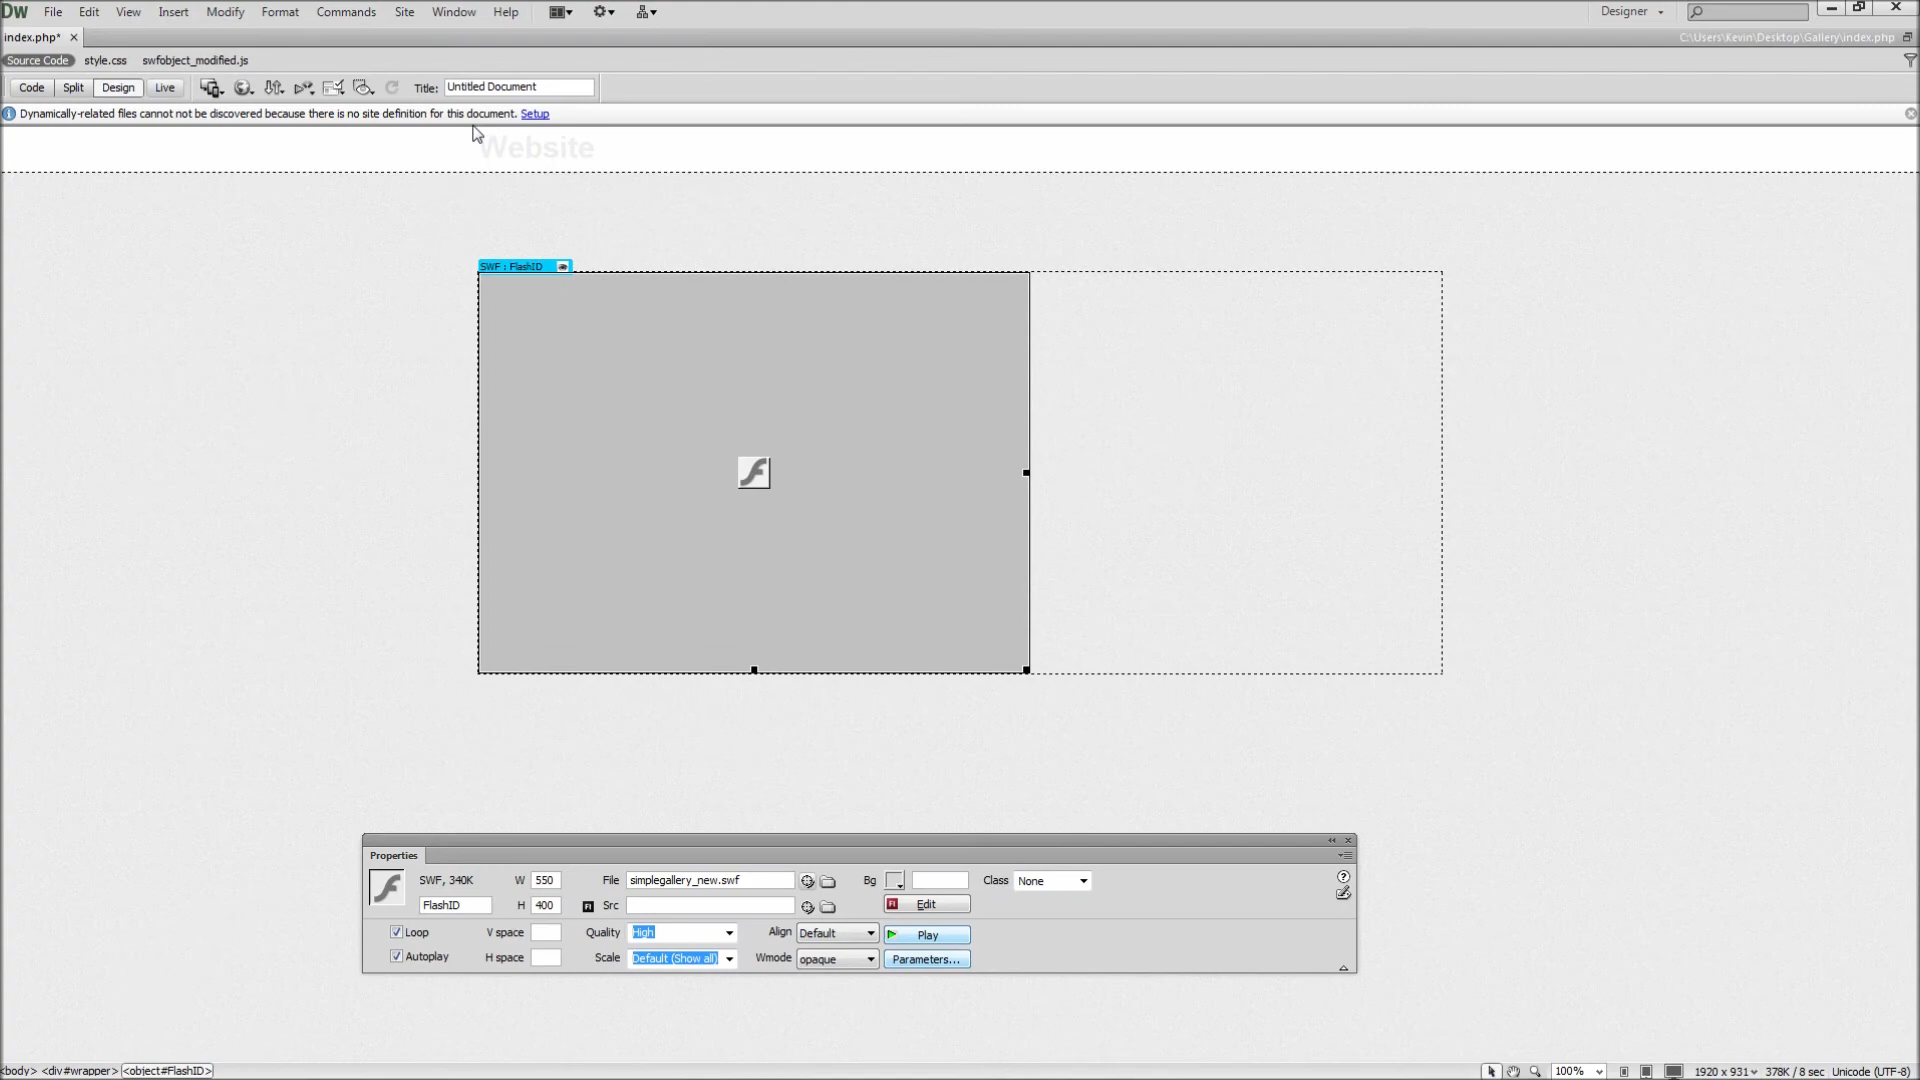 DW File Edit View Insert Modify Format Commands Site Window Help Designer
index.php* C:\Users\Kevin\Desktop\Gallery\index.php
Source Code style.css swfobject_modified.js
Code Split Design Live Title: Untitled Document
Dynamically-related files cannot not be discovered because there is no site definition for this document. Setup
Website
SWF : FlashID
Properties
SWF, 340K W 550 File simplegallery_new.swf Bg Class None
FlashID H 400 Src Edit
Loop V space Quality High Align Default Play
Autoplay H space Scale Default (Show all) Wmode opaque Parameters...
<body> <div#wrapper> <object#FlashID> 100% 1920 x 931 378K / 8 sec Unicode (UTF-8)